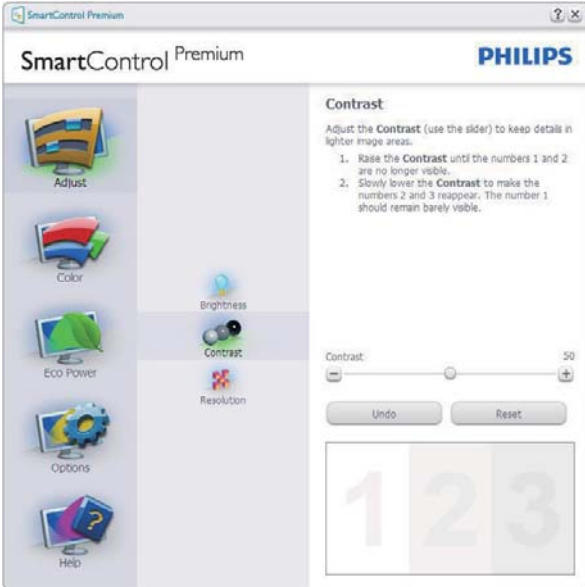 SmartControl Premium
? ×
SmartControl Premium
PHILIPS
Adjust
Color
Eco Power
Options
Help
Brightness
Contrast
Resolution
Contrast
Adjust the Contrast (use the slider) to keep details in
lighter image areas.
1. Raise the Contrast until the numbers 1 and 2
are no longer visible.
2. Slowly lower the Contrast to make the
numbers 2 and 3 reappear. The number 1
should remain barely visible.
Contrast 50
− +
Undo Reset
1 2 3